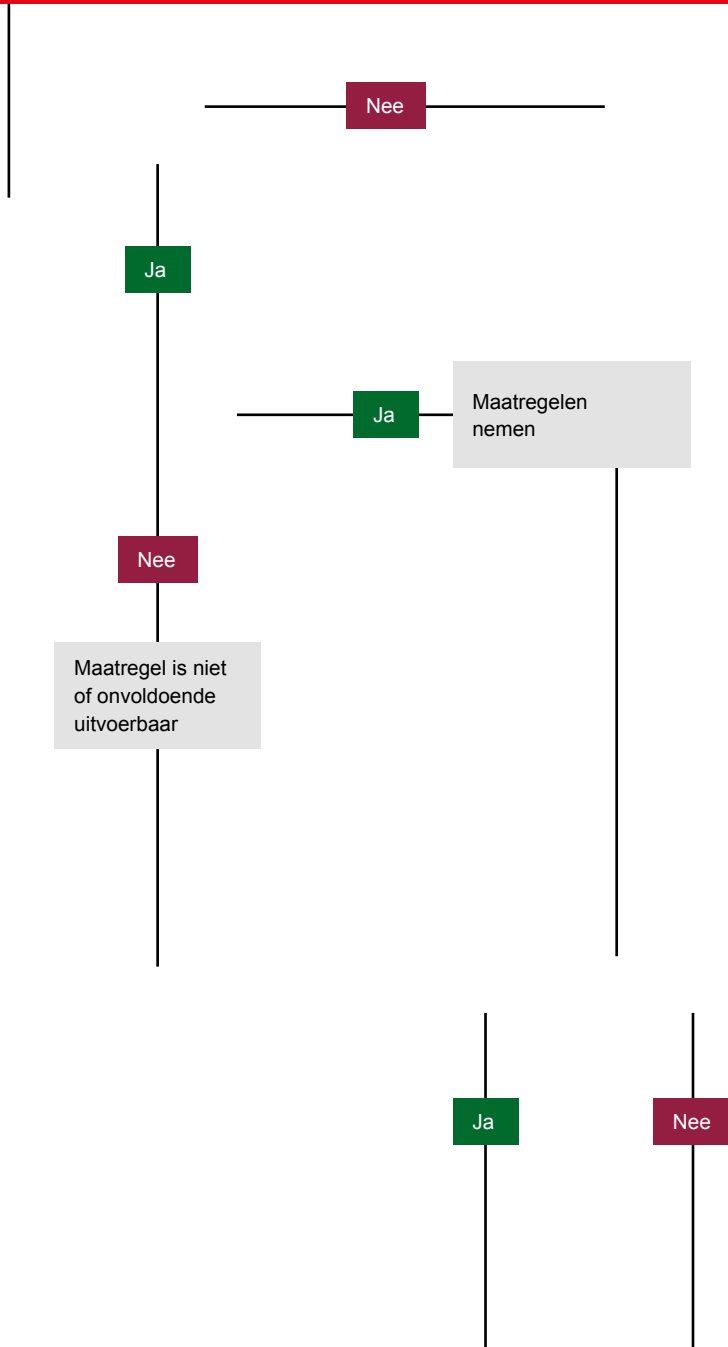 Nee
Ja
Ja
Maatregelen
nemen
Nee
Maatregel is niet
of onvoldoende
uitvoerbaar
Ja
Nee